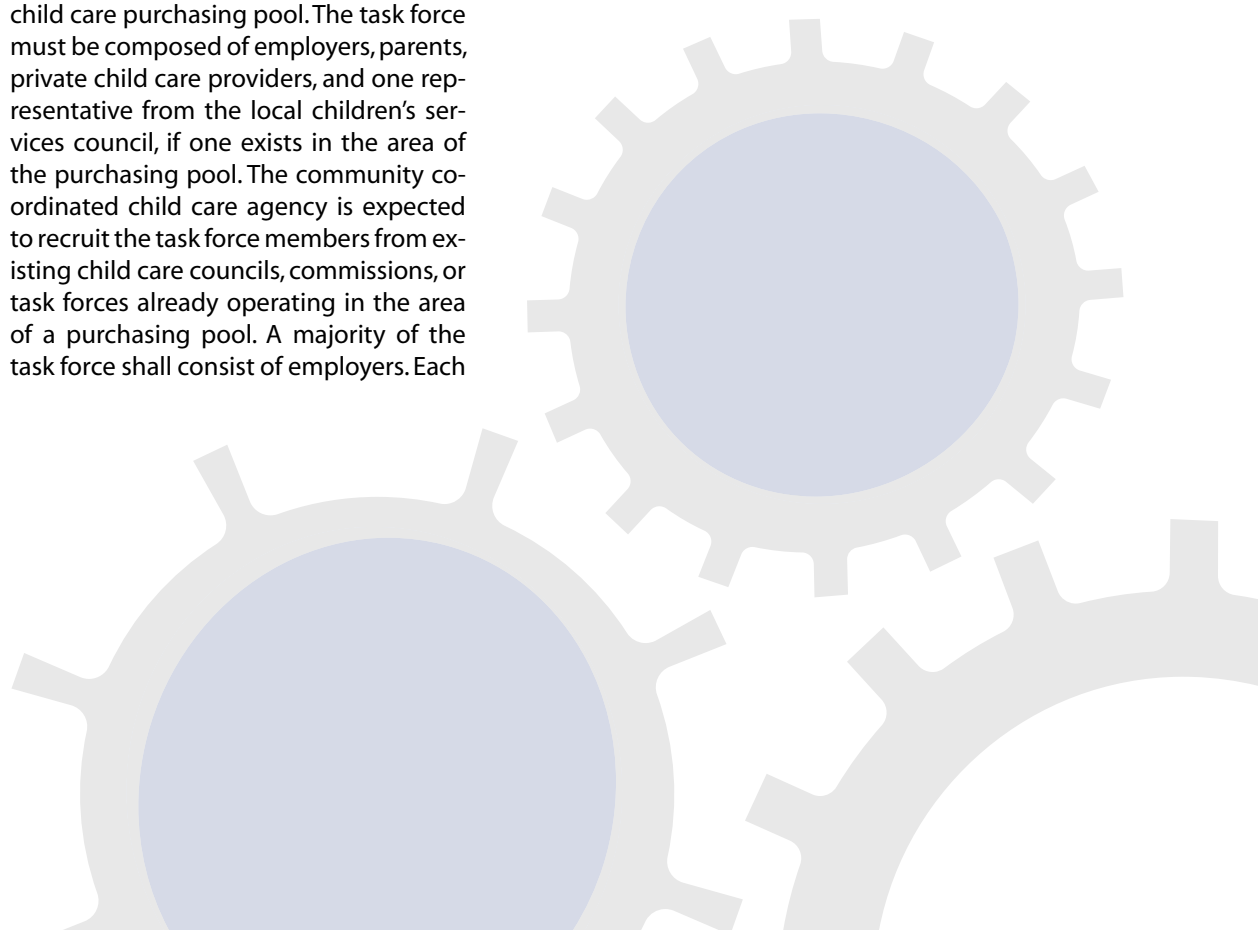 child care purchasing pool. The task force
must be composed of employers, parents,
private child care providers, and one rep-
resentative from the local children’s ser-
vices council, if one exists in the area of
the purchasing pool. The community co-
ordinated child care agency is expected
to recruit the task force members from ex-
isting child care councils, commissions, or
task forces already operating in the area
of a purchasing pool. A majority of the
task force shall consist of employers. Each